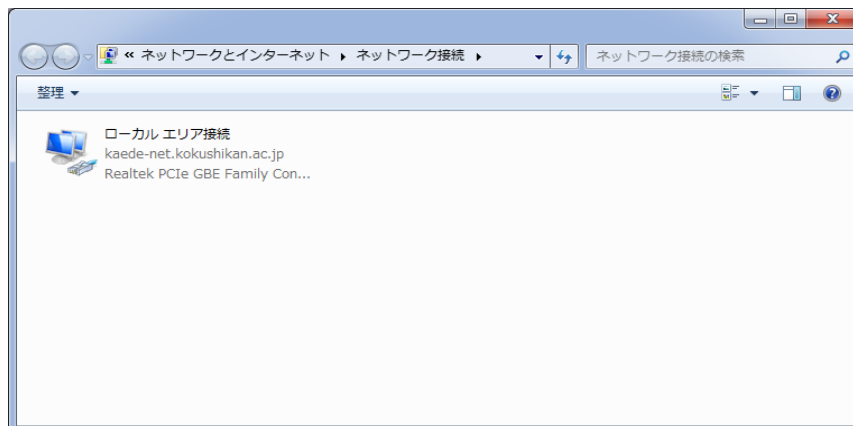 « ネットワークとインターネット ▸ ネットワーク接続 ▸
ネットワーク接続の検索
整理 ▾
ローカル エリア接続
kaede-net.kokushikan.ac.jp
Realtek PCIe GBE Family Con...